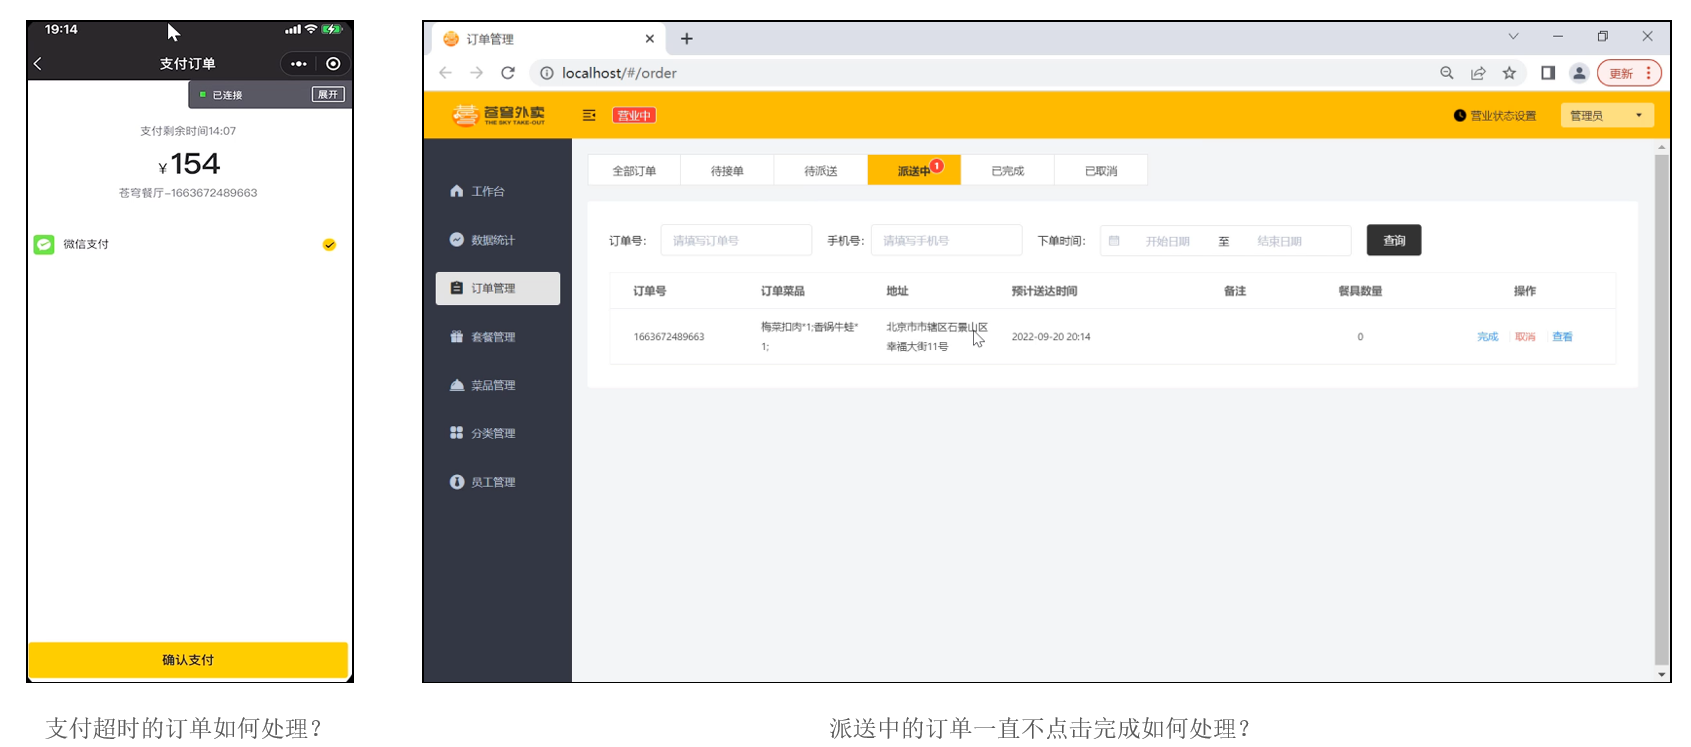 19:14
支付订单
已连接
展开
支付剩余时间14:07
¥154
苍穹餐厅-1663672489663
微信支付
确认支付
支付超时的订单如何处理?
订单管理
localhost/#/order
更新
苍穹外卖
THE SKY TAKE-OUT
营业中
营业状态设置
管理员
工作台
数据统计
订单管理
套餐管理
菜品管理
分类管理
员工管理
全部订单 待接单 待派送 派送中 1 已完成 已取消
订单号: 请填写订单号 手机号: 请填写手机号 下单时间: 开始日期 至 结束日期 查询
订单号 订单菜品 地址 预计送达时间 备注 餐具数量 操作
1663672489663 梅菜扣肉*1;香锅牛蛙* 北京市市辖区石景山区 2022-09-20 20:14 0 完成 取消 查看
1; 幸福大街11号
派送中的订单一直不点击完成如何处理?